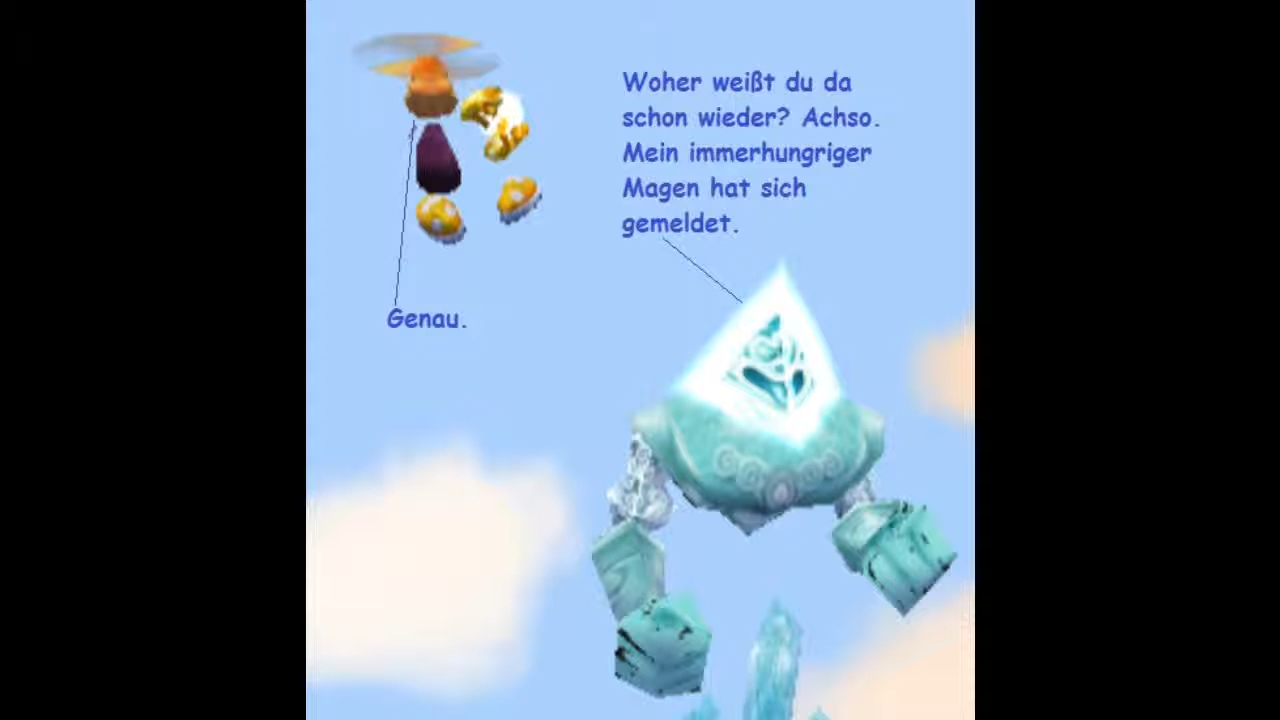 Woher weißt du da
schon wieder? Achso.
Mein immerhungriger
Magen hat sich
gemeldet.
Genau.